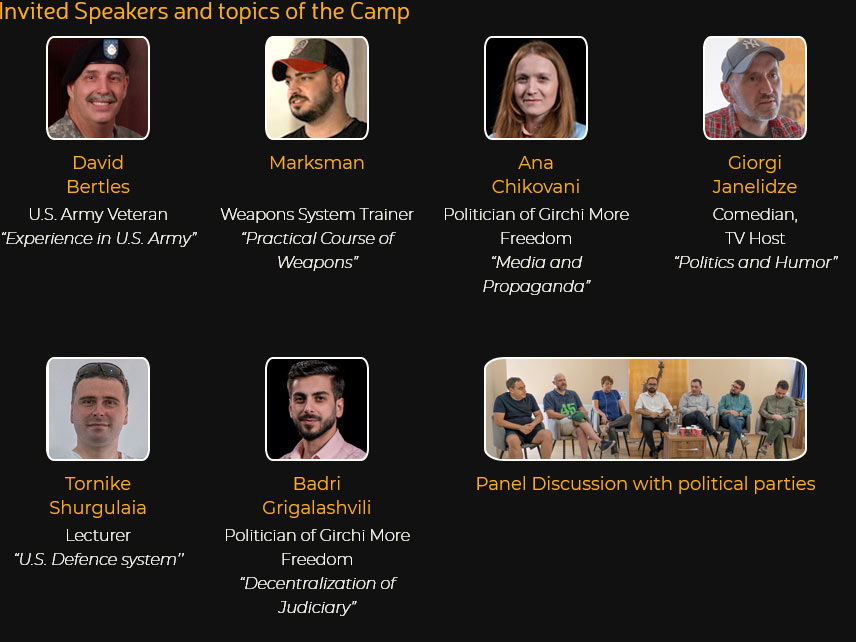 Invited Speakers and topics of the Camp
David
Bertles
U.S. Army Veteran
“Experience in U.S. Army”
Marksman
Weapons System Trainer
“Practical Course of
Weapons”
Ana
Chikovani
Politician of Girchi More
Freedom
“Media and
Propaganda”
Giorgi
Janelidze
Comedian,
TV Host
“Politics and Humor”
Tornike
Shurgulaia
Lecturer
“U.S. Defence system”
Badri
Grigalashvili
Politician of Girchi More
Freedom
“Decentralization of
Judiciary”
45
Panel Discussion with political parties